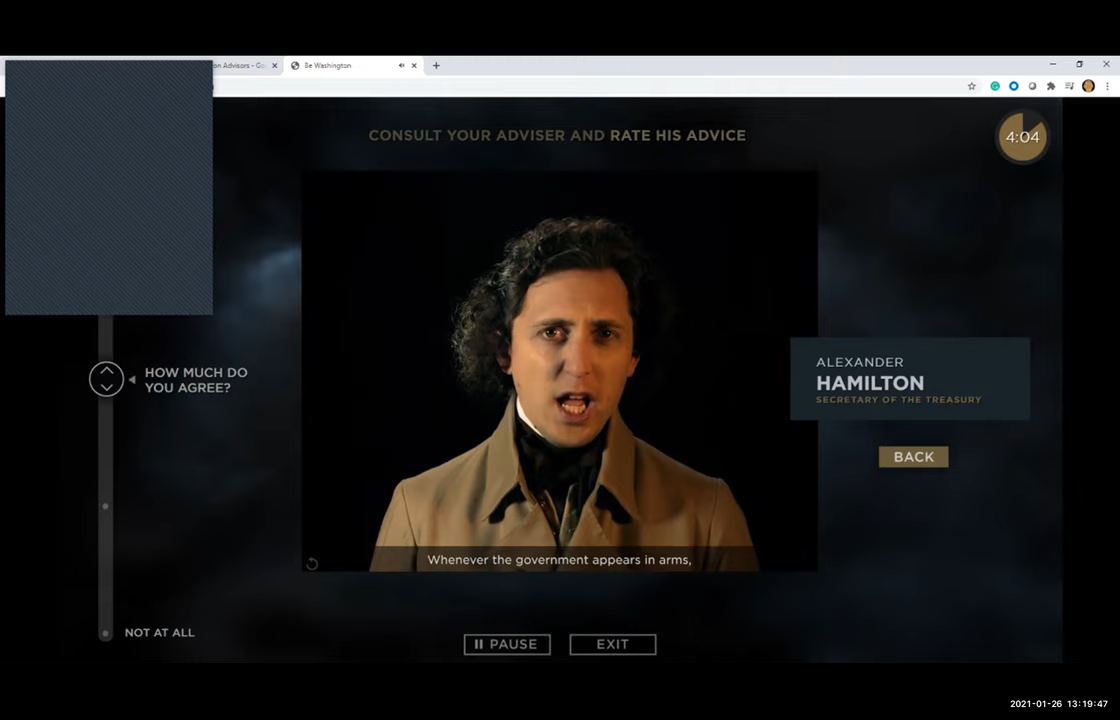 on Advisors - Go
Be Washington
CONSULT YOUR ADVISER AND RATE HIS ADVICE
4:04
HOW MUCH DO
YOU AGREE?
ALEXANDER
HAMILTON
SECRETARY OF THE TREASURY
BACK
Whenever the government appears in arms,
NOT AT ALL
PAUSE
EXIT
2021-01-26 13:19:47